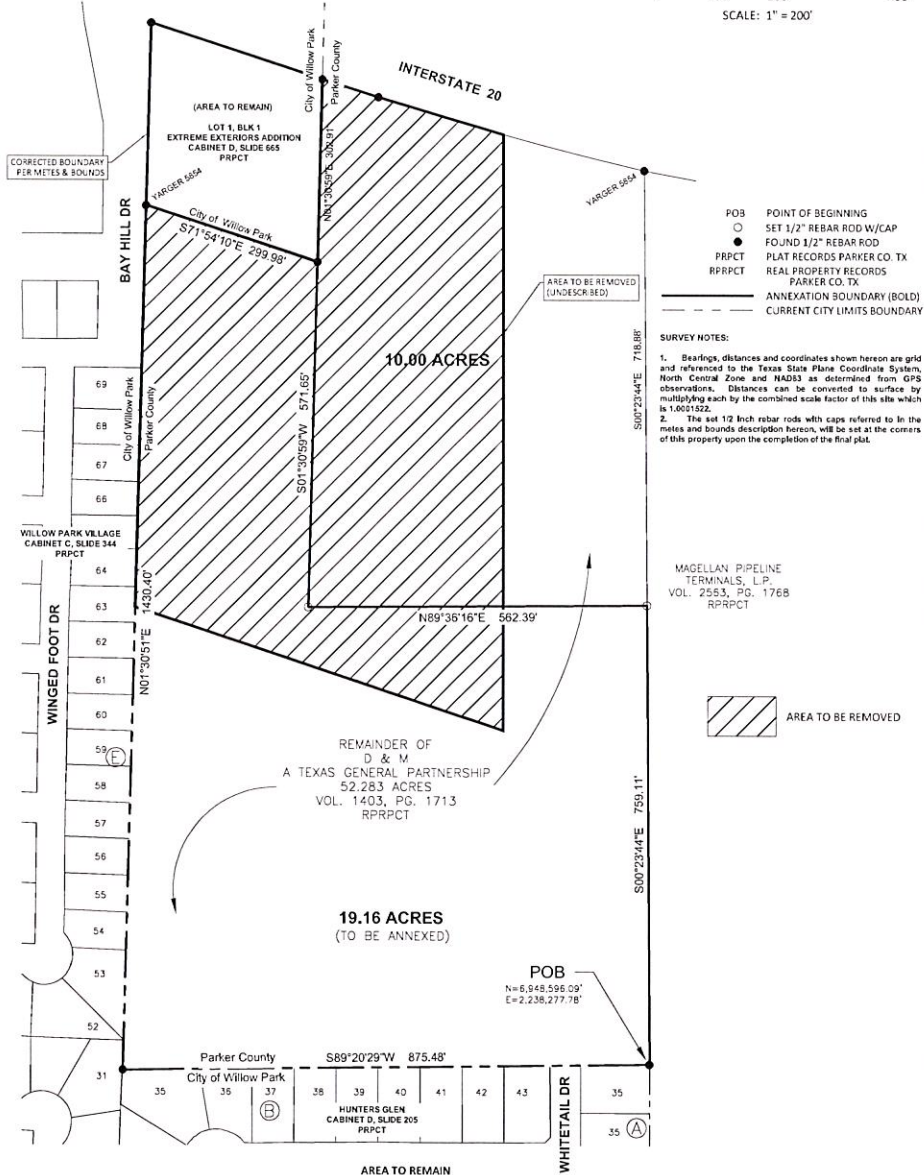 SCALE: 1" = 200'
INTERSTATE 20
City of Willow Park
Parker County
(AREA TO REMAIN)
LOT 1, BLK 1
EXTREME EXTERIORS ADDITION
CABINET D, SLIDE 665
PRPCT
CORRECTED BOUNDARY
PER METES & BOUNDS
YARGER 5854
BAY HILL DR
City of Willow Park
S71°54'10"E 299.98'
N01°30'59"E 302.91'
YARGER 5854
POB POINT OF BEGINNING
SET 1/2" REBAR ROD W/CAP
FOUND 1/2" REBAR ROD
PRPCT PLAT RECORDS PARKER CO. TX
RPRPCT REAL PROPERTY RECORDS
PARKER CO. TX
ANNEXATION BOUNDARY (BOLD)
CURRENT CITY LIMITS BOUNDARY
AREA TO BE REMOVED
(UNDESCRIBED)
SURVEY NOTES:
1. Bearings, distances and coordinates shown hereon are grid
and referenced to the Texas State Plane Coordinate System,
North Central Zone and NAD83 as determined from GPS
observations. Distances can be converted to surface by
multiplying each by the combined scale factor of this site which
is 1.0001522.
2. The set 1/2 inch rebar rods with caps referred to in the
metes and bounds description hereon, will be set at the corners
of this property upon the completion of the final plat.
10.00 ACRES
S00°23'44"E 718.88'
S01°30'59"W 571.65'
City of Willow Park
Parker County
69
68
67
66
WILLOW PARK VILLAGE
CABINET C, SLIDE 344
PRPCT
64
63
62
61
60
59
E
58
57
56
55
54
53
52
31
WINGED FOOT DR
N01°30'51"E 1430.40'
N89°36'16"E 562.39'
MAGELLAN PIPELINE
TERMINALS, L.P.
VOL. 2553, PG. 1768
RPRPCT
AREA TO BE REMOVED
REMAINDER OF
D & M
A TEXAS GENERAL PARTNERSHIP
52.283 ACRES
VOL. 1403, PG. 1713
RPRPCT
S00°23'44"E 759.11'
19.16 ACRES
(TO BE ANNEXED)
POB
N=6,948,596.09'
E=2,238,277.78'
Parker County S89°20'29"W 875.48'
City of Willow Park
35 36 37 38 39 40 41 42 43
B
HUNTERS GLEN
CABINET D, SLIDE 205
PRPCT
WHITETAIL DR
35
35 A
AREA TO REMAIN